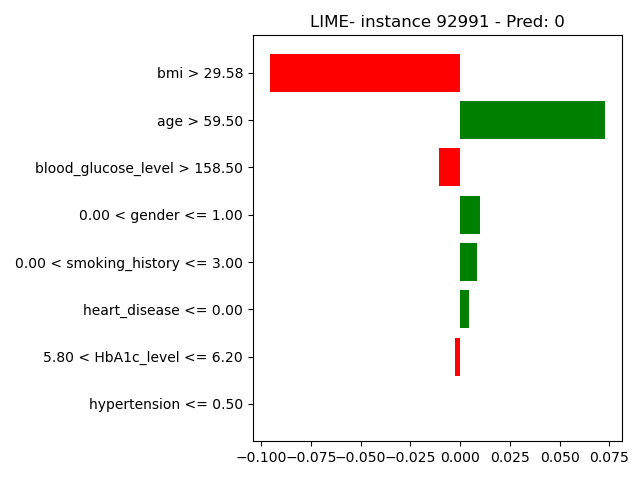 LIME- instance 92991 - Pred: 0
bmi > 29.58
age > 59.50
blood_glucose_level > 158.50
0.00 < gender <= 1.00
0.00 < smoking_history <= 3.00
heart_disease <= 0.00
5.80 < HbA1c_level <= 6.20
hypertension <= 0.50
−0.100 −0.075 −0.050 −0.025 0.000 0.025 0.050 0.075